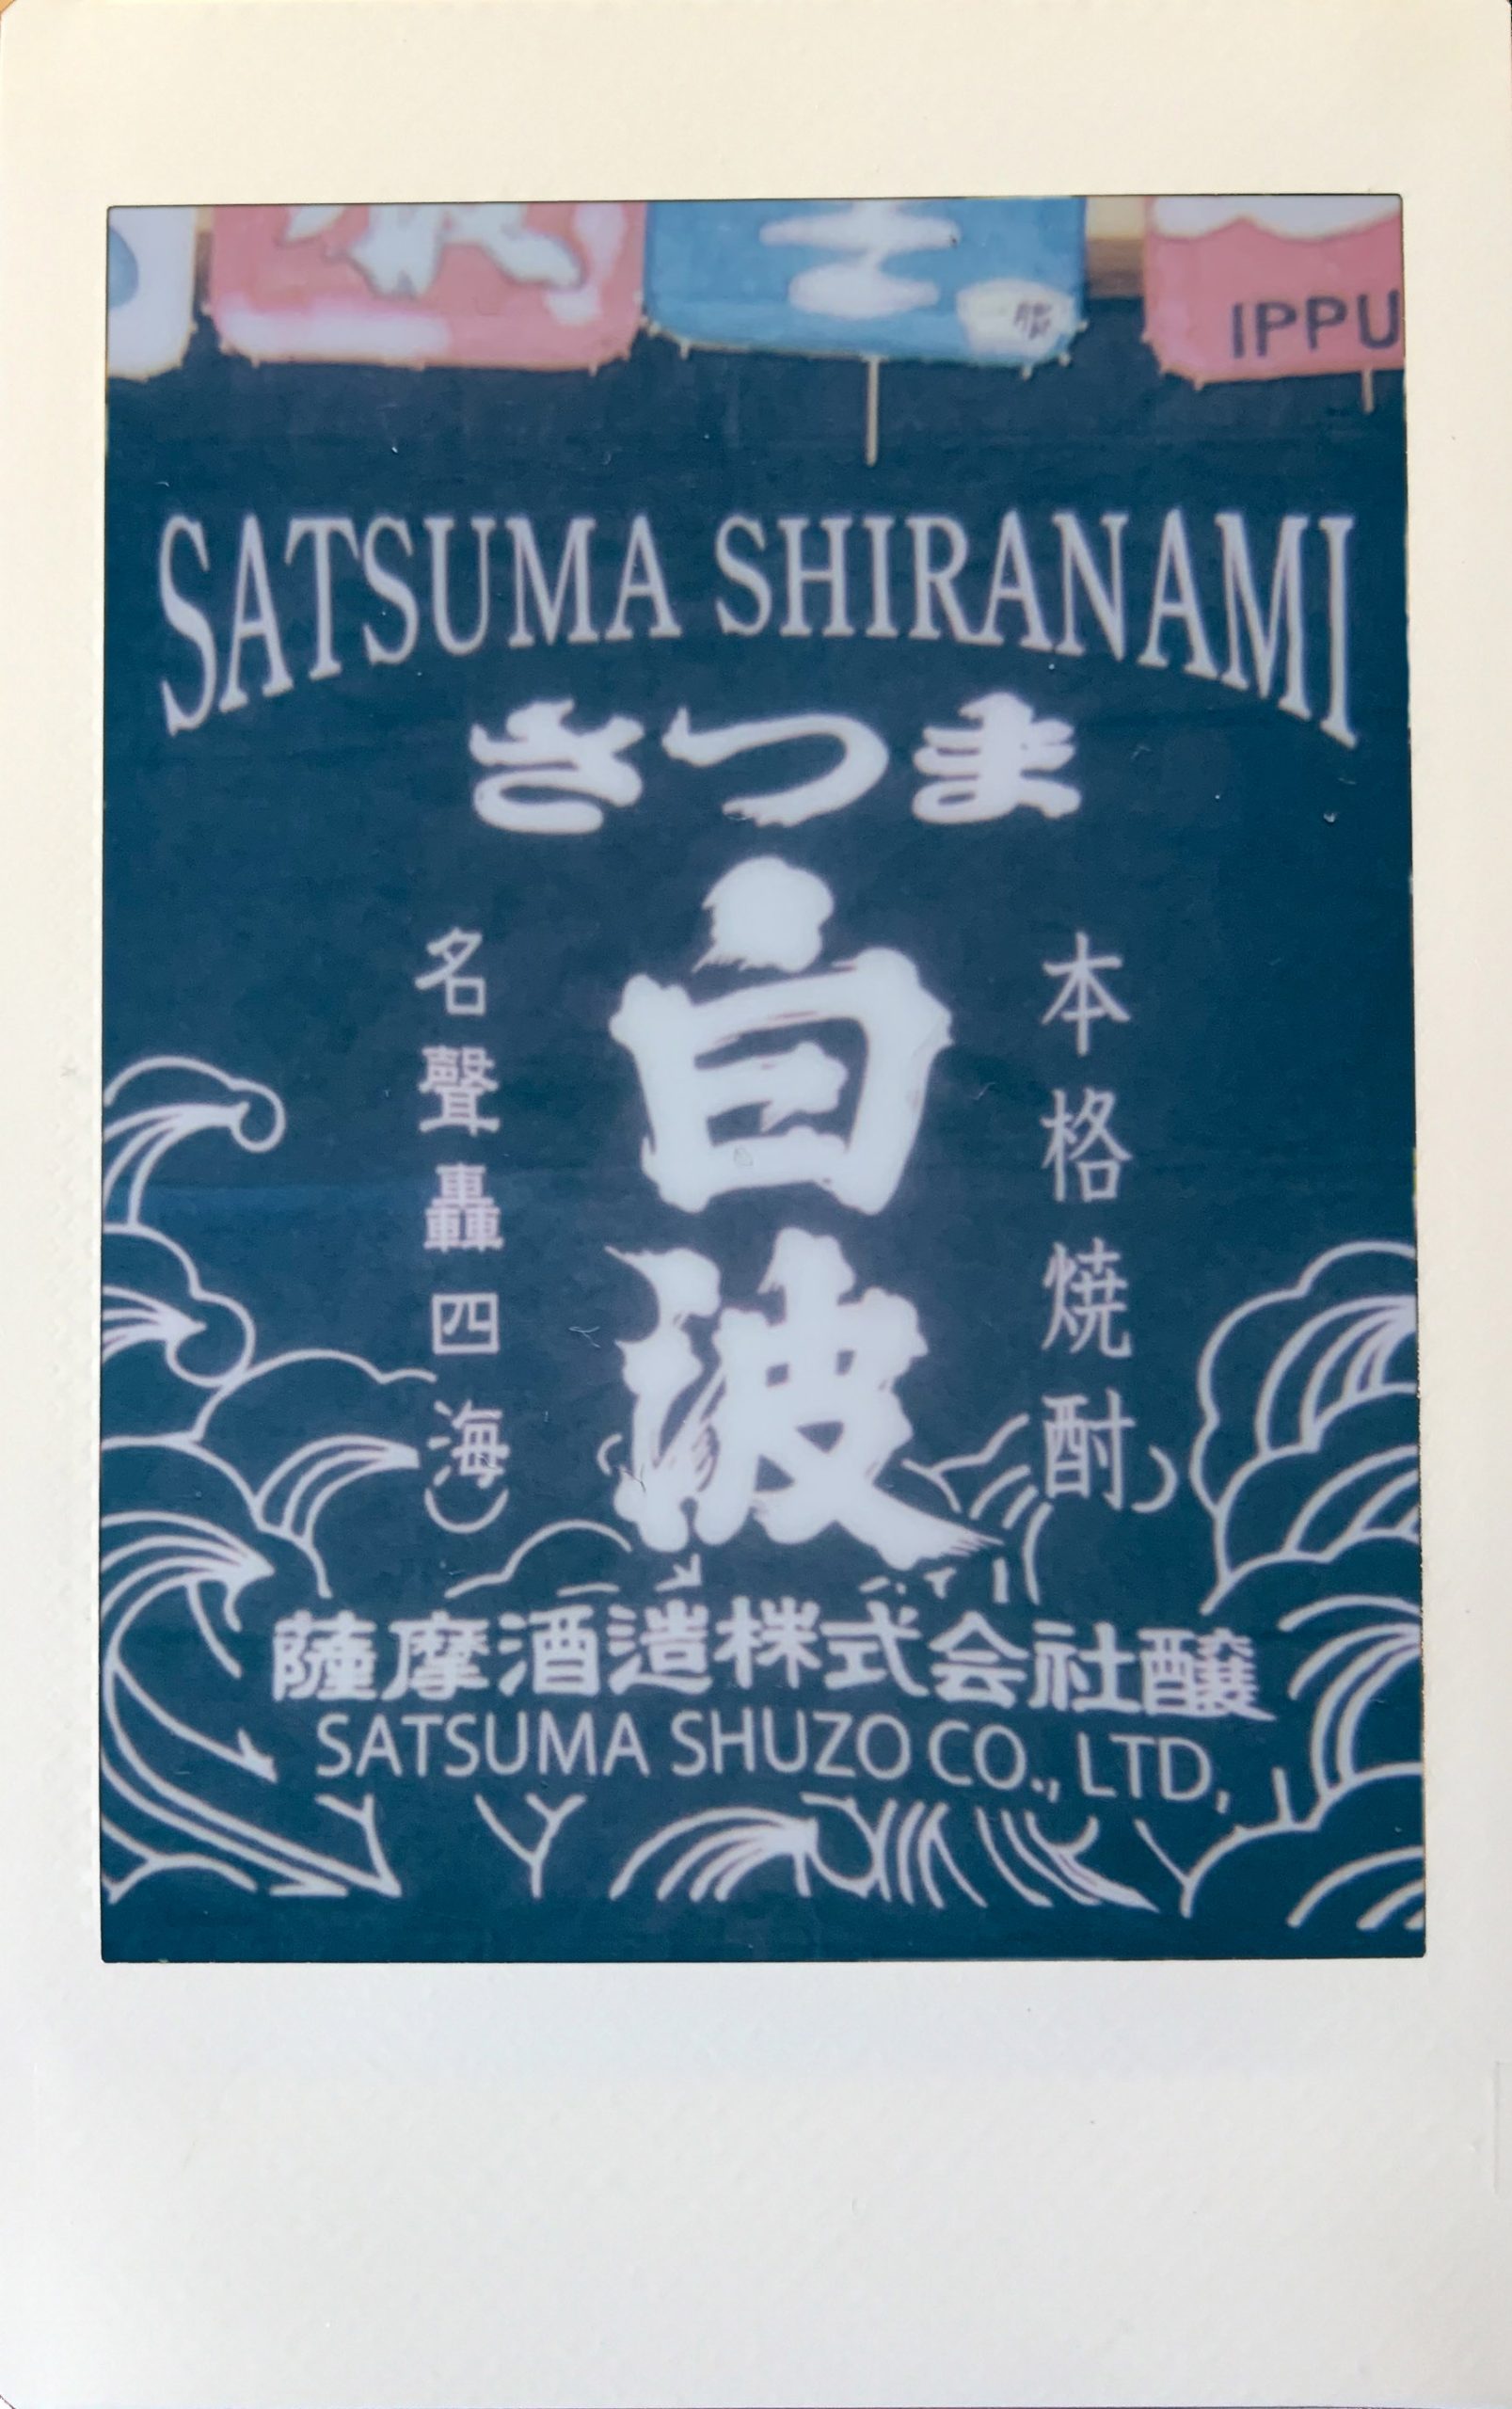 IPPU
SATSUMA SHIRANAMI
さつま
白波
本格焼酎
名聲轟四海
薩摩酒造株式会社醸
SATSUMA SHUZO CO., LTD,